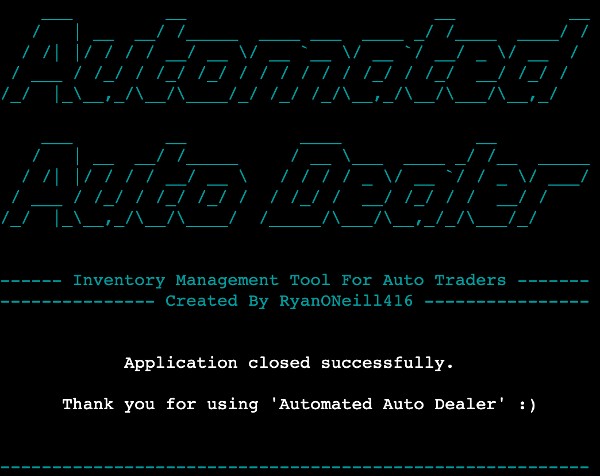 Automated
Auto Dealer
------ Inventory Management Tool For Auto Traders -------
--------------- Created By RyanONeill416 ----------------
Application closed successfully.
Thank you for using 'Automated Auto Dealer' :)
---------------------------------------------------------